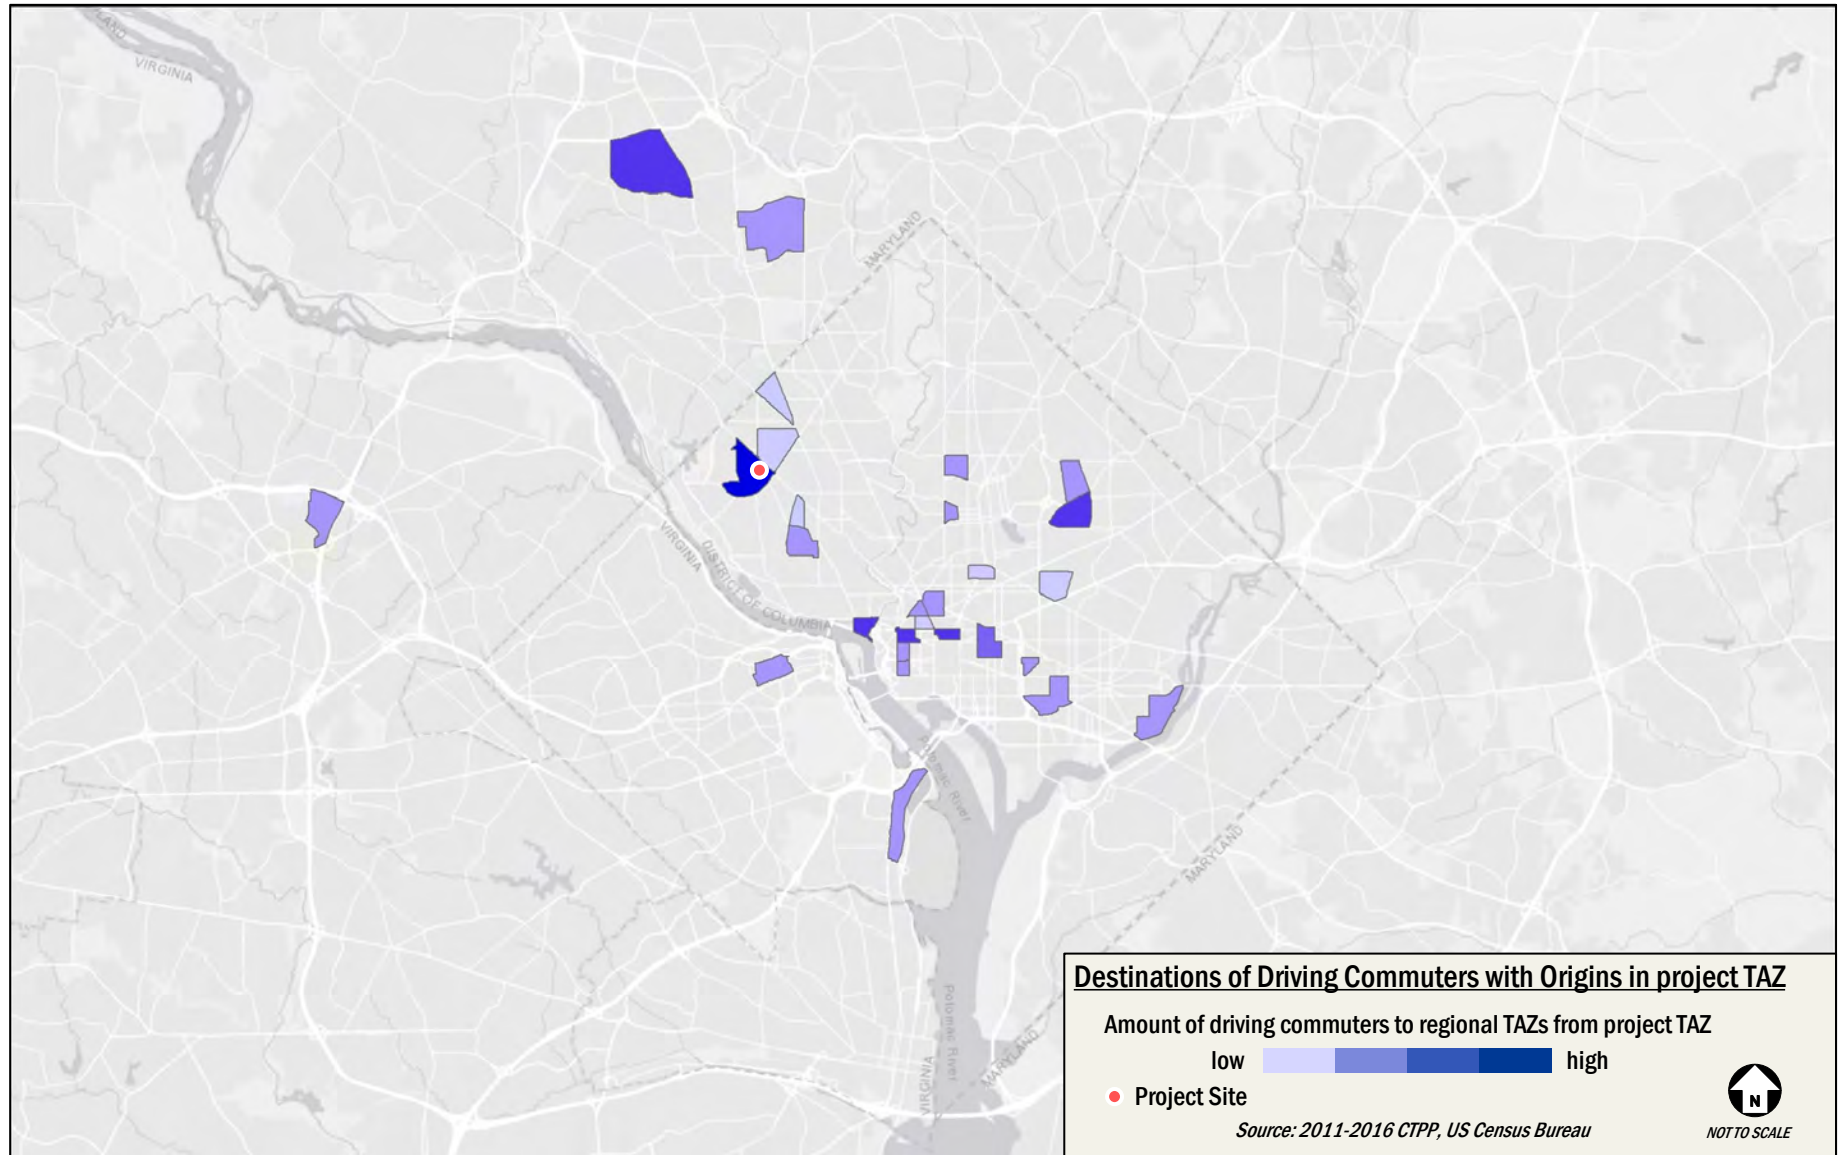 LAND
VIRGINIA
MARYLAND
VIRGINIA
DISTRICT OF COLUMBIA
Potomac River
MARYLAND
Potomac River
VIRGINIA
MARYLAND
Destinations of Driving Commuters with Origins in project TAZ
Amount of driving commuters to regional TAZs from project TAZ
low high
Project Site
N
Source: 2011-2016 CTPP, US Census Bureau
NOT TO SCALE